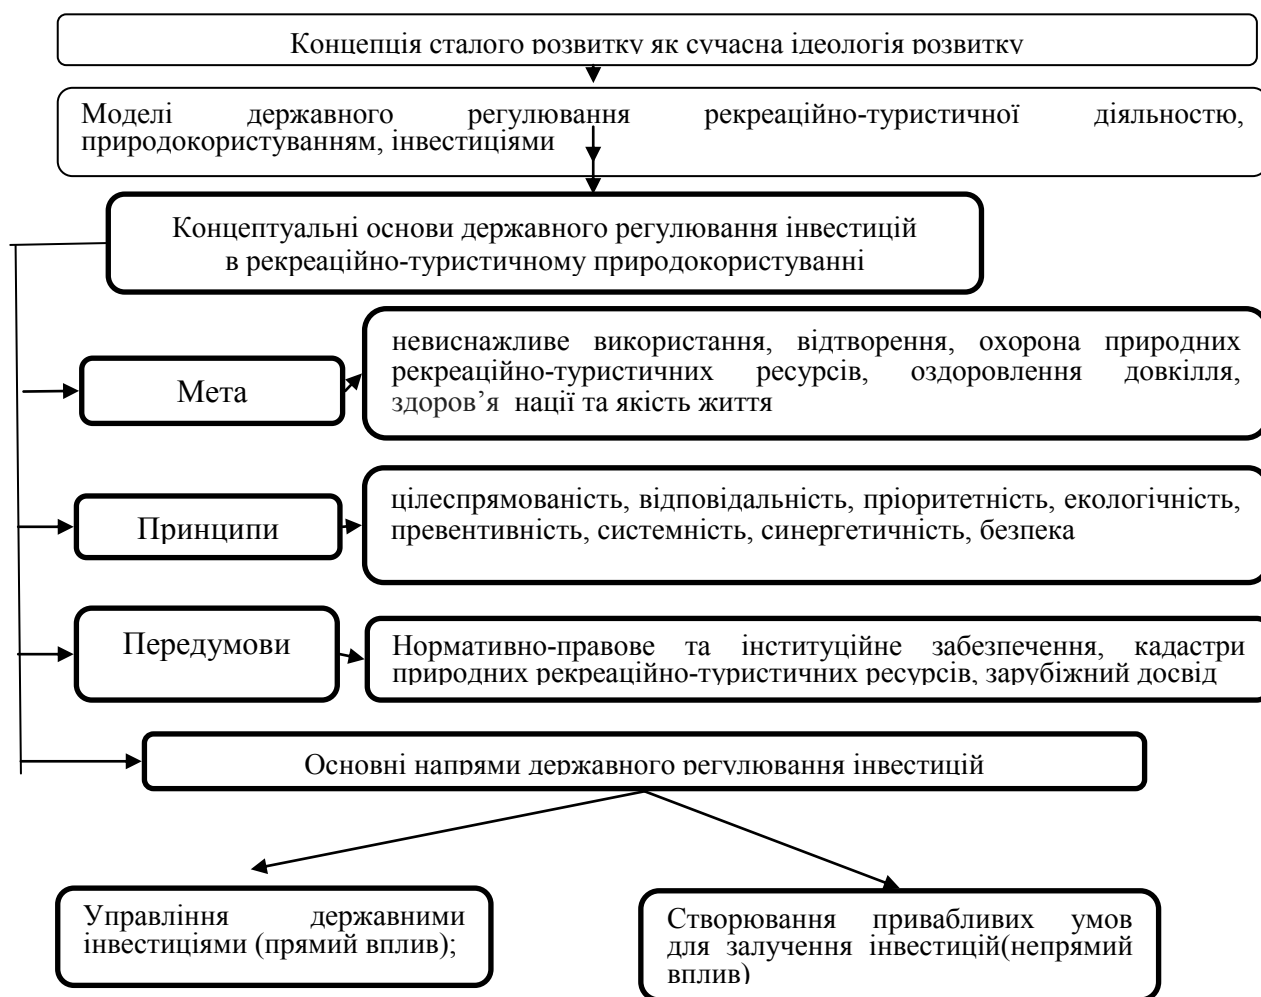 Концепція сталого розвитку як сучасна ідеологія розвитку
Моделі державного регулювання рекреаційно-туристичної діяльностю,
природокористуванням, інвестиціями
Концептуальні основи державного регулювання інвестицій
в рекреаційно-туристичному природокористуванні
Мета
невиснажливе використання, відтворення, охорона природних
рекреаційно-туристичних ресурсів, оздоровлення довкілля,
здоров’я нації та якість життя
Принципи
цілеспрямованість, відповідальність, пріоритетність, екологічність,
превентивність, системність, синергетичність, безпека
Передумови
Нормативно-правове та інституційне забезпечення, кадастри
природних рекреаційно-туристичних ресурсів, зарубіжний досвід
Основні напрями державного регулювання інвестицій
Управління державними
інвестиціями (прямий вплив);
Створювання привабливих умов
для залучення інвестицій(непрямий
вплив)